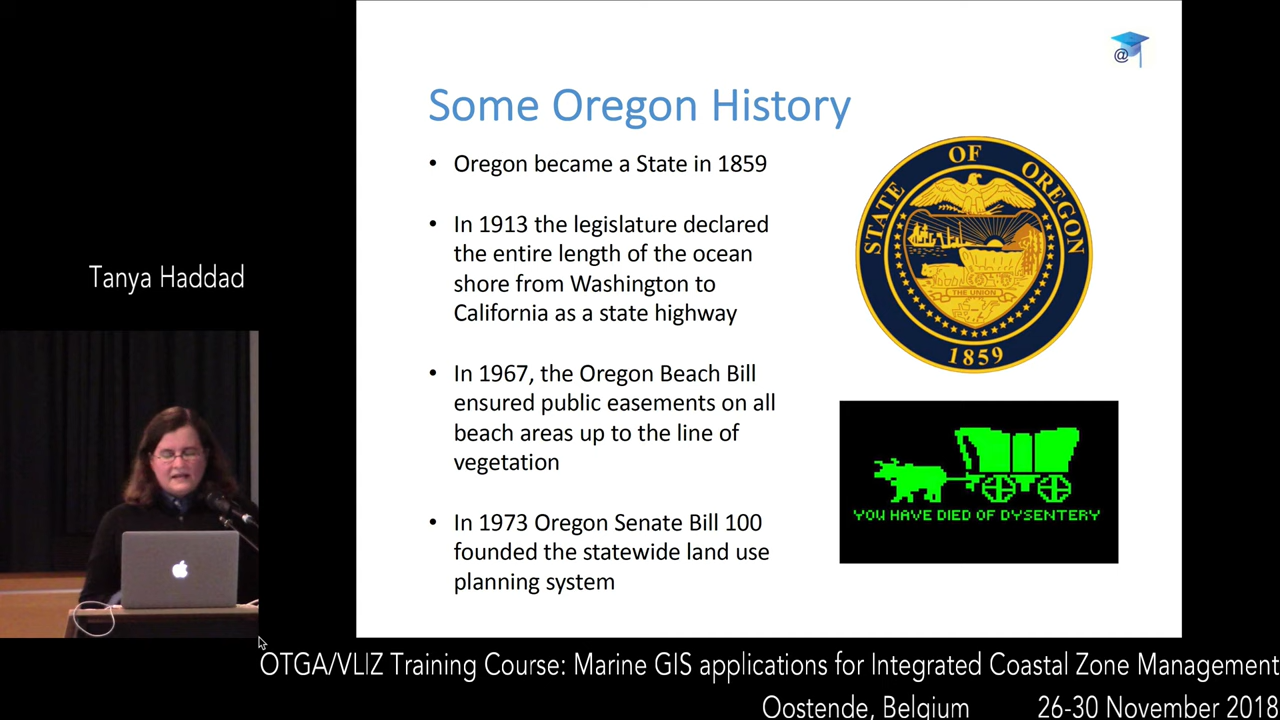 @
Some Oregon History
• Oregon became a State in 1859
• In 1913 the legislature declared
the entire length of the ocean
shore from Washington to
California as a state highway
• In 1967, the Oregon Beach Bill
ensured public easements on all
beach areas up to the line of
vegetation
• In 1973 Oregon Senate Bill 100
founded the statewide land use
planning system
STATE OF OREGON
THE UNION
1859
YOU HAVE DIED OF DYSENTERY
Tanya Haddad
OTGA/VLIZ Training Course: Marine GIS applications for Integrated Coastal Zone Management
Oostende, Belgium 26-30 November 2018